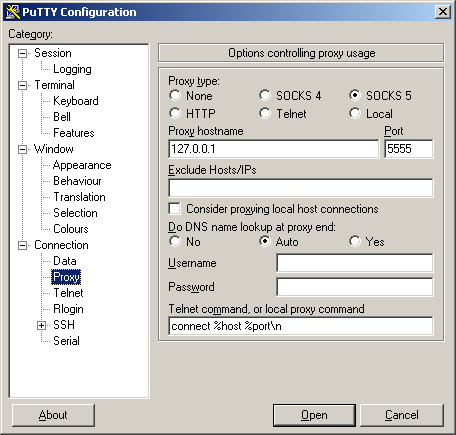 PuTTY Configuration
Category:
Session
Logging
Terminal
Keyboard
Bell
Features
Window
Appearance
Behaviour
Translation
Selection
Colours
Connection
Data
Proxy
Telnet
Rlogin
SSH
Serial
Options controlling proxy usage
Proxy type:
None SOCKS 4 SOCKS 5
HTTP Telnet Local
Proxy hostname Port
127.0.0.1 5555
Exclude Hosts/IPs
Consider proxying local host connections
Do DNS name lookup at proxy end:
No Auto Yes
Username
Password
Telnet command, or local proxy command
connect %host %port\n
About Open Cancel